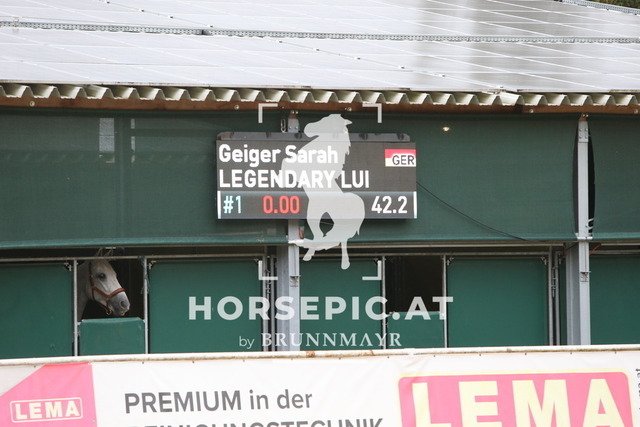 Geiger Sarah
GER
LEGENDARY LUI
#1 0.00 42.2
HORSEPIC.AT
by BRUNNMAYR
LEMA
PREMIUM in der
REINIGUNGSTECHNIK
LEMA